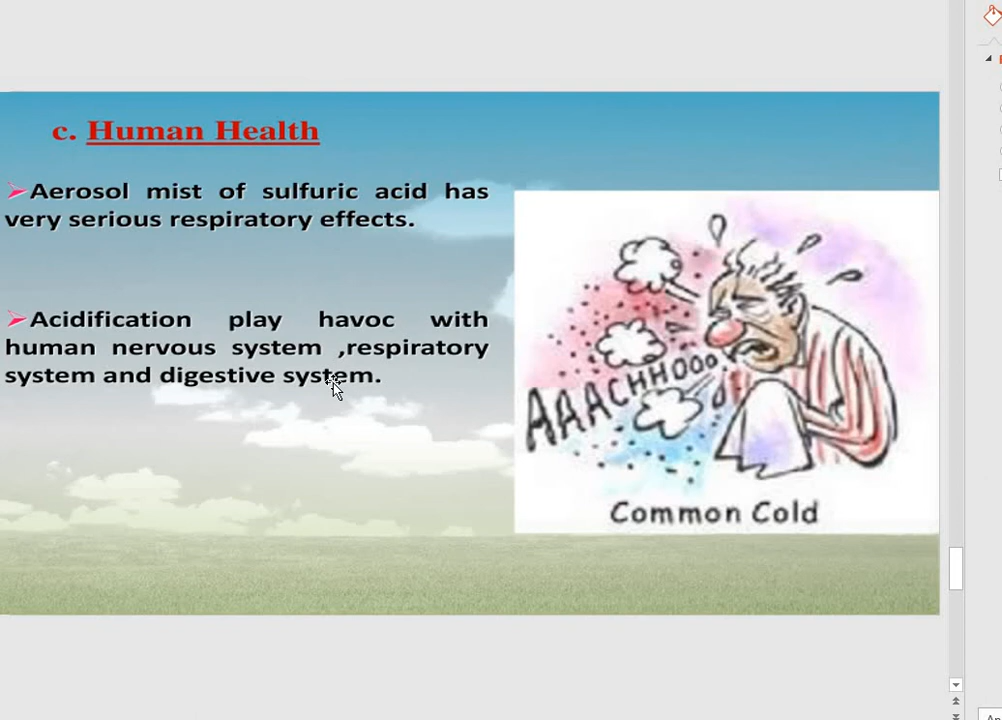 c. Human Health
Aerosol mist of sulfuric acid has
very serious respiratory effects.
Acidification play havoc with
human nervous system ,respiratory
system and digestive system.
AAACHHOOO
Common Cold